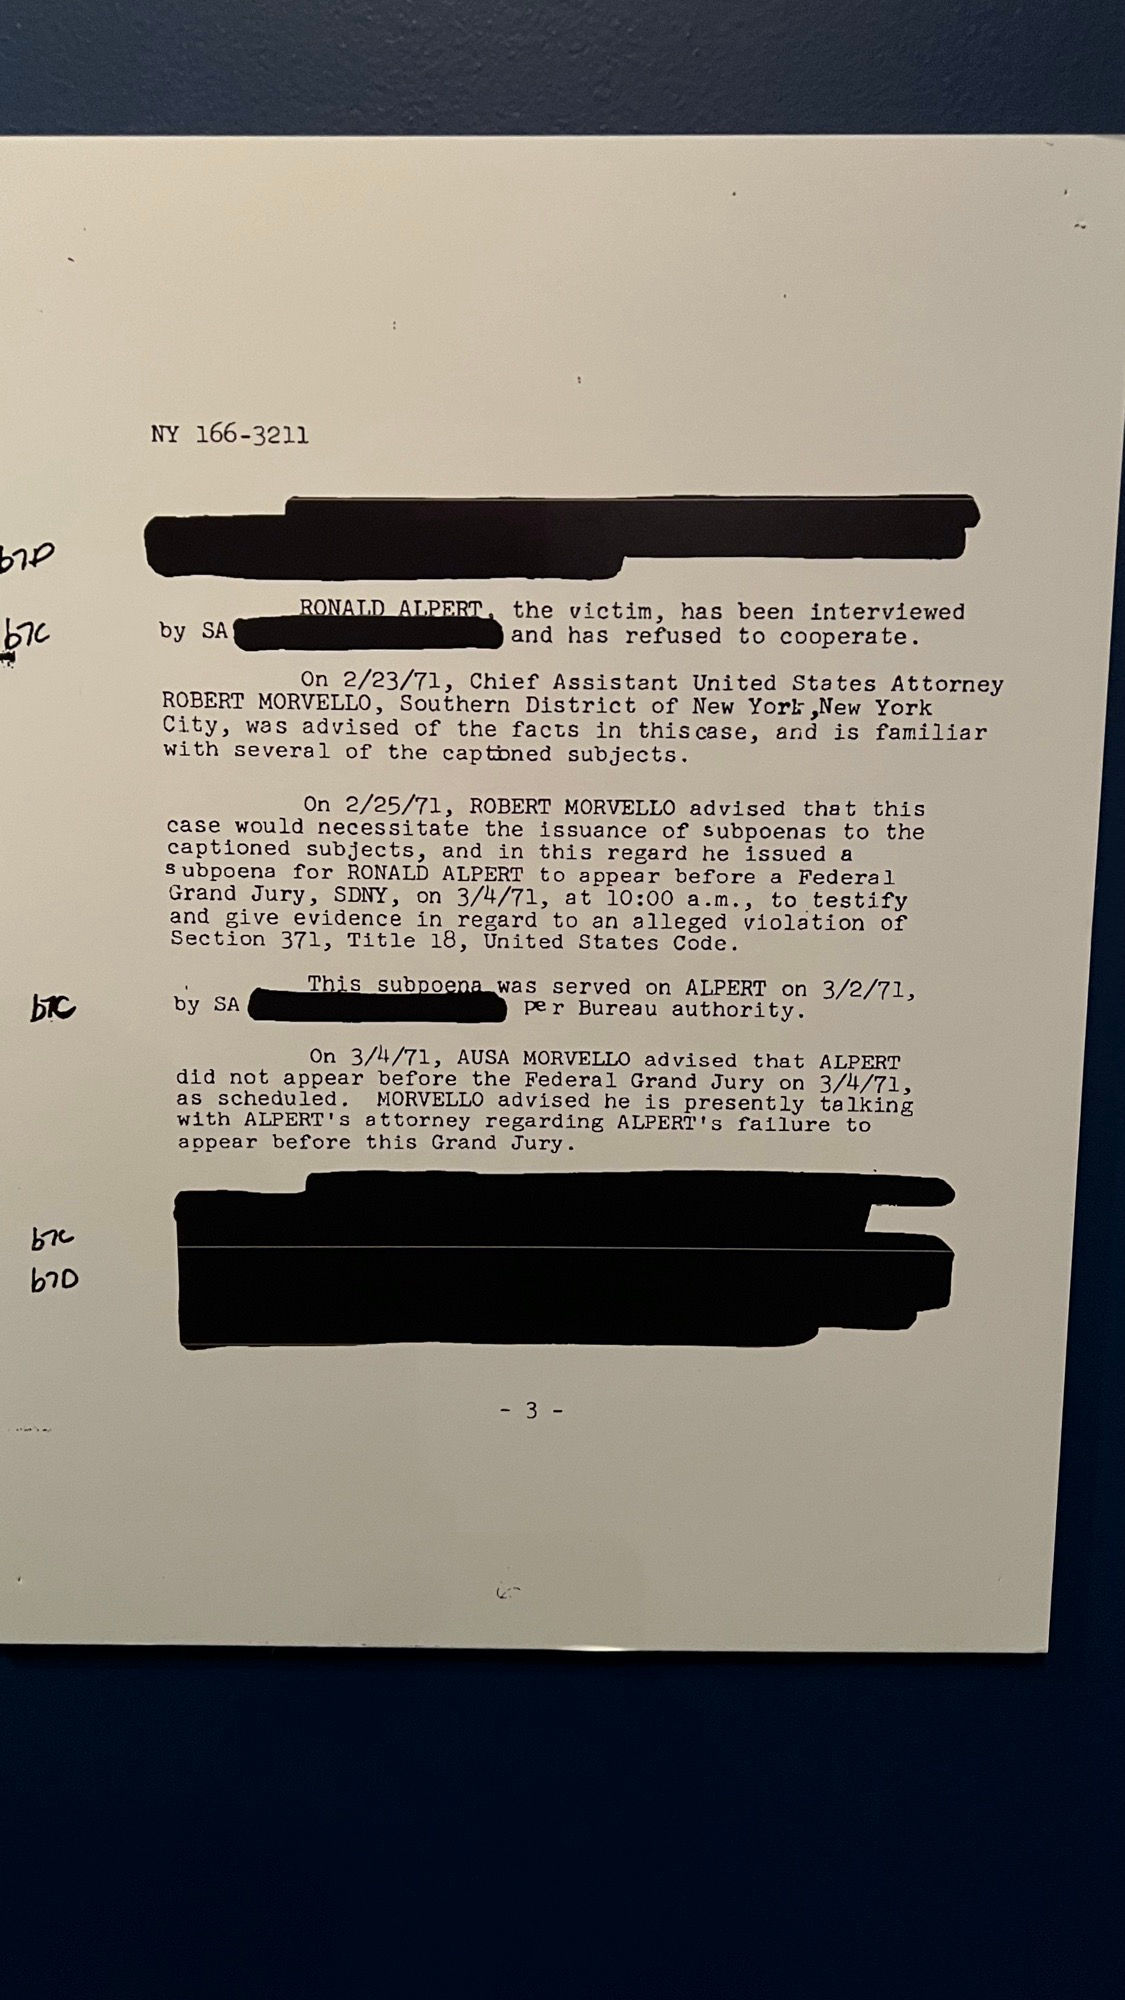 NY 166-3211
b7D
RONALD ALPERT, the victim, has been interviewed
b7C
by SA and has refused to cooperate.
On 2/23/71, Chief Assistant United States Attorney
ROBERT MORVELLO, Southern District of New York,New York
City, was advised of the facts in this case, and is familiar
with several of the captioned subjects.
On 2/25/71, ROBERT MORVELLO advised that this
case would necessitate the issuance of subpoenas to the
captioned subjects, and in this regard he issued a
subpoena for RONALD ALPERT to appear before a Federal
Grand Jury, SDNY, on 3/4/71, at 10:00 a.m., to testify
and give evidence in regard to an alleged violation of
Section 371, Title 18, United States Code.
This subpoena was served on ALPERT on 3/2/71,
b7C
by SA per Bureau authority.
On 3/4/71, AUSA MORVELLO advised that ALPERT
did not appear before the Federal Grand Jury on 3/4/71,
as scheduled. MORVELLO advised he is presently talking
with ALPERT's attorney regarding ALPERT's failure to
appear before this Grand Jury.
b7C
b7D
- 3 -